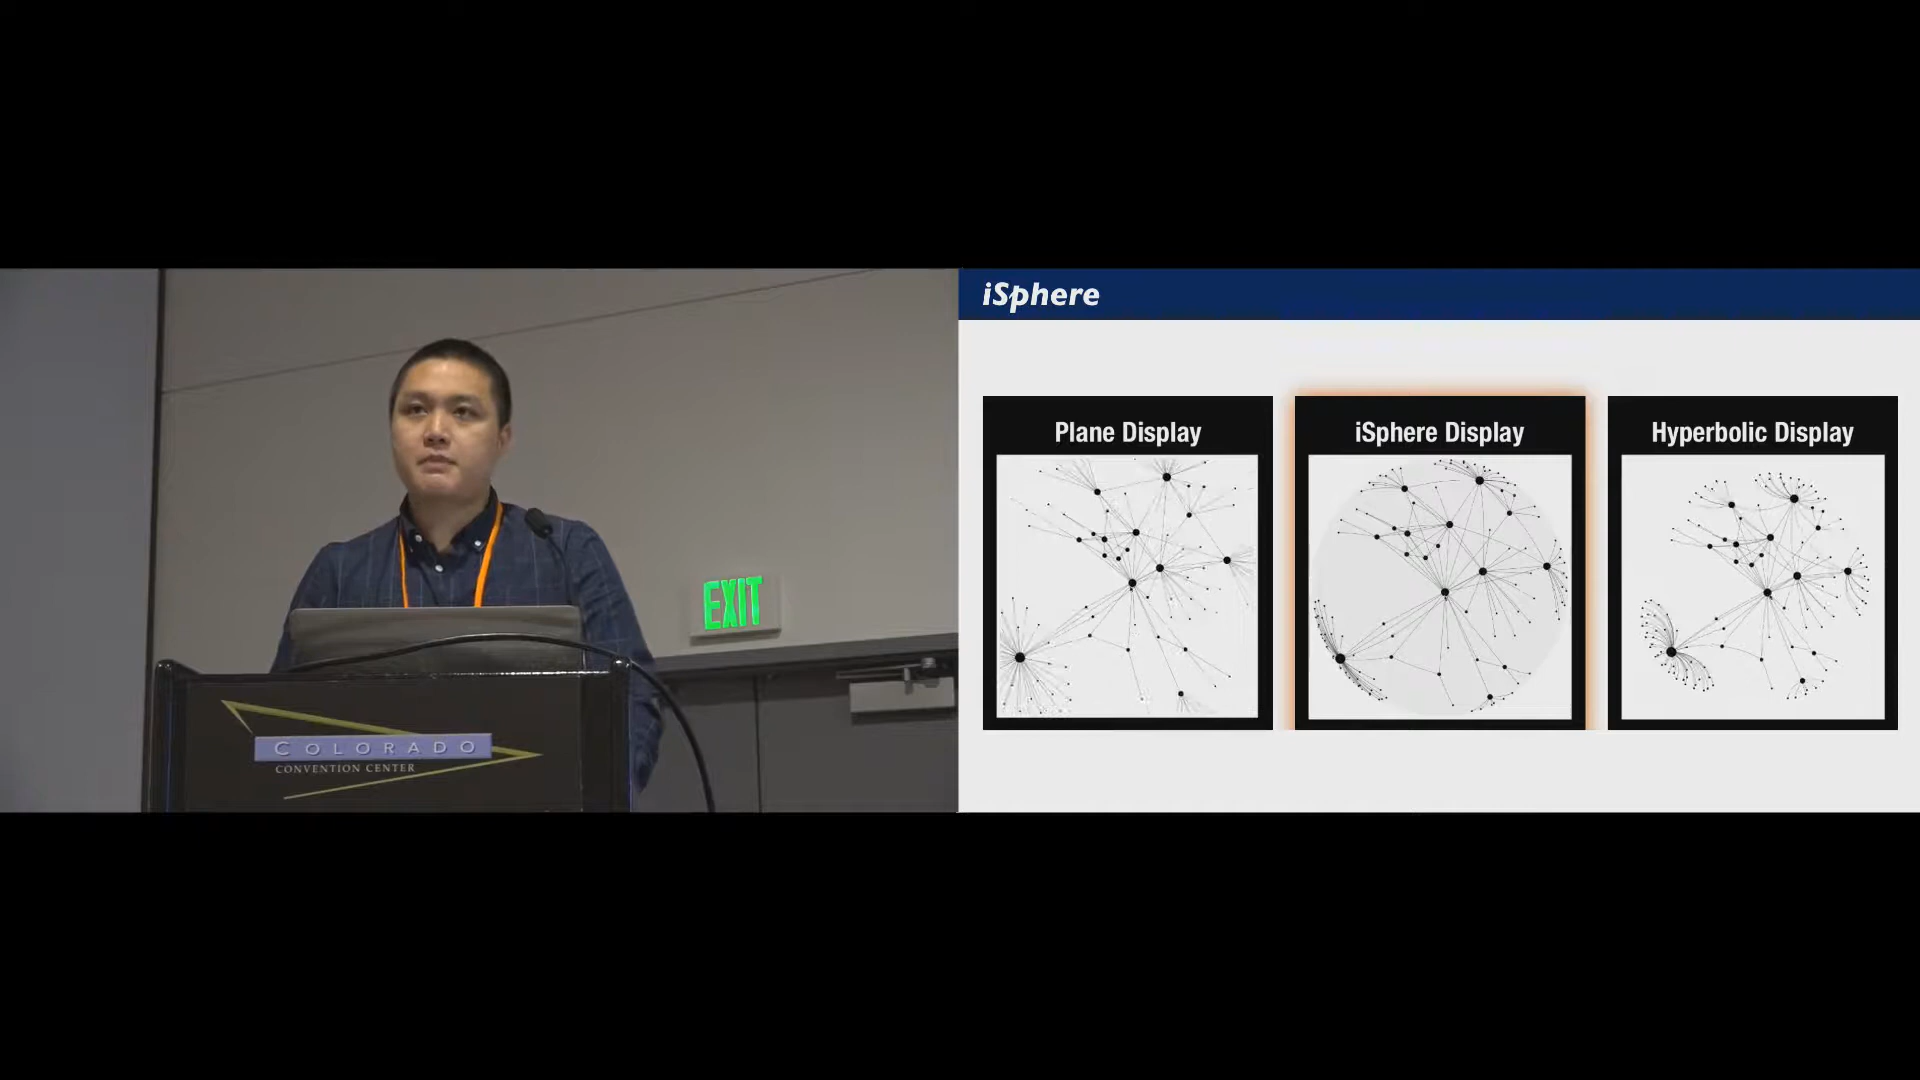 EXIT
COLORADO
CONVENTION CENTER
iSphere
Plane Display
iSphere Display
Hyperbolic Display